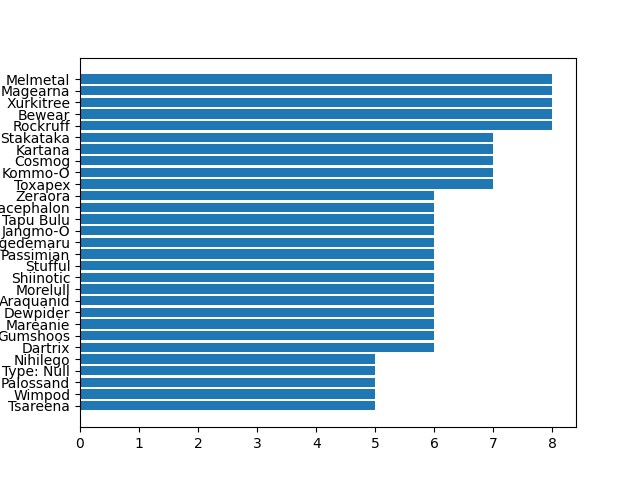 Melmetal
Magearna
Xurkitree
Bewear
Rockruff
Stakataka
Kartana
Cosmog
Kommo-O
Toxapex
Zeraora
acephalon
Tapu Bulu
Jangmo-O
gedemaru
Passimian
Stufful
Shiinotic
Morelull
Araquanid
Dewpider
Mareanie
Gumshoos
Dartrix
Nihilego
Type: Null
Palossand
Wimpod
Tsareena
0 1 2 3 4 5 6 7 8